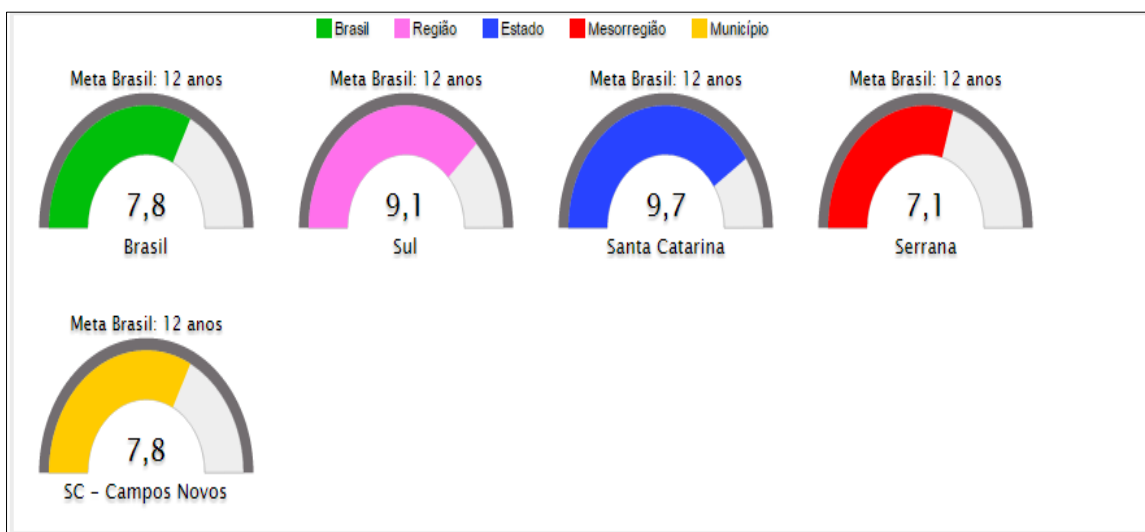 Brasil Região Estado Mesorregião Município
Meta Brasil: 12 anos
7,8
Brasil
Meta Brasil: 12 anos
9,1
Sul
Meta Brasil: 12 anos
9,7
Santa Catarina
Meta Brasil: 12 anos
7,1
Serrana
Meta Brasil: 12 anos
7,8
SC – Campos Novos